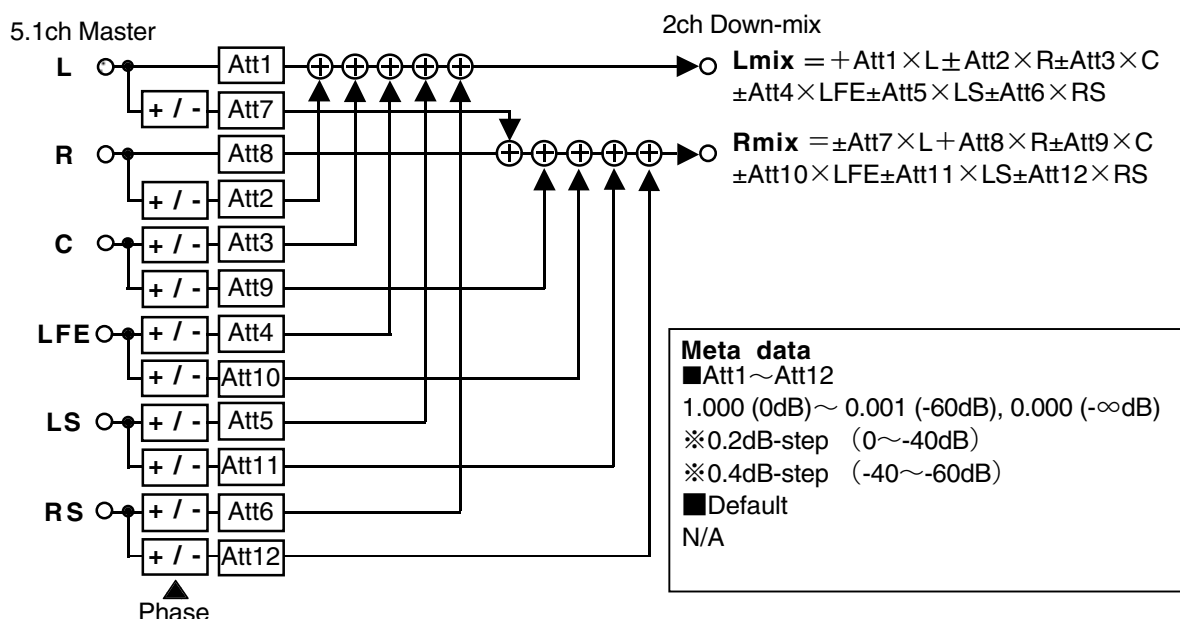 5.1ch Master
2ch Down-mix
L Att1
Lmix =+Att1×L±Att2×R±Att3×C
±Att4×LFE±Att5×LS±Att6×RS
+ / - Att7
R Att8
Rmix =±Att7×L+Att8×R±Att9×C
±Att10×LFE±Att11×LS±Att12×RS
+ / - Att2
C + / - Att3
+ / - Att9
LFE + / - Att4
+ / - Att10
LS + / - Att5
+ / - Att11
RS + / - Att6
+ / - Att12
Phase
Meta data
■Att1～Att12
1.000 (0dB)～ 0.001 (-60dB), 0.000 (-∞dB)
※0.2dB-step （0～-40dB）
※0.4dB-step （-40～-60dB）
■Default
N/A